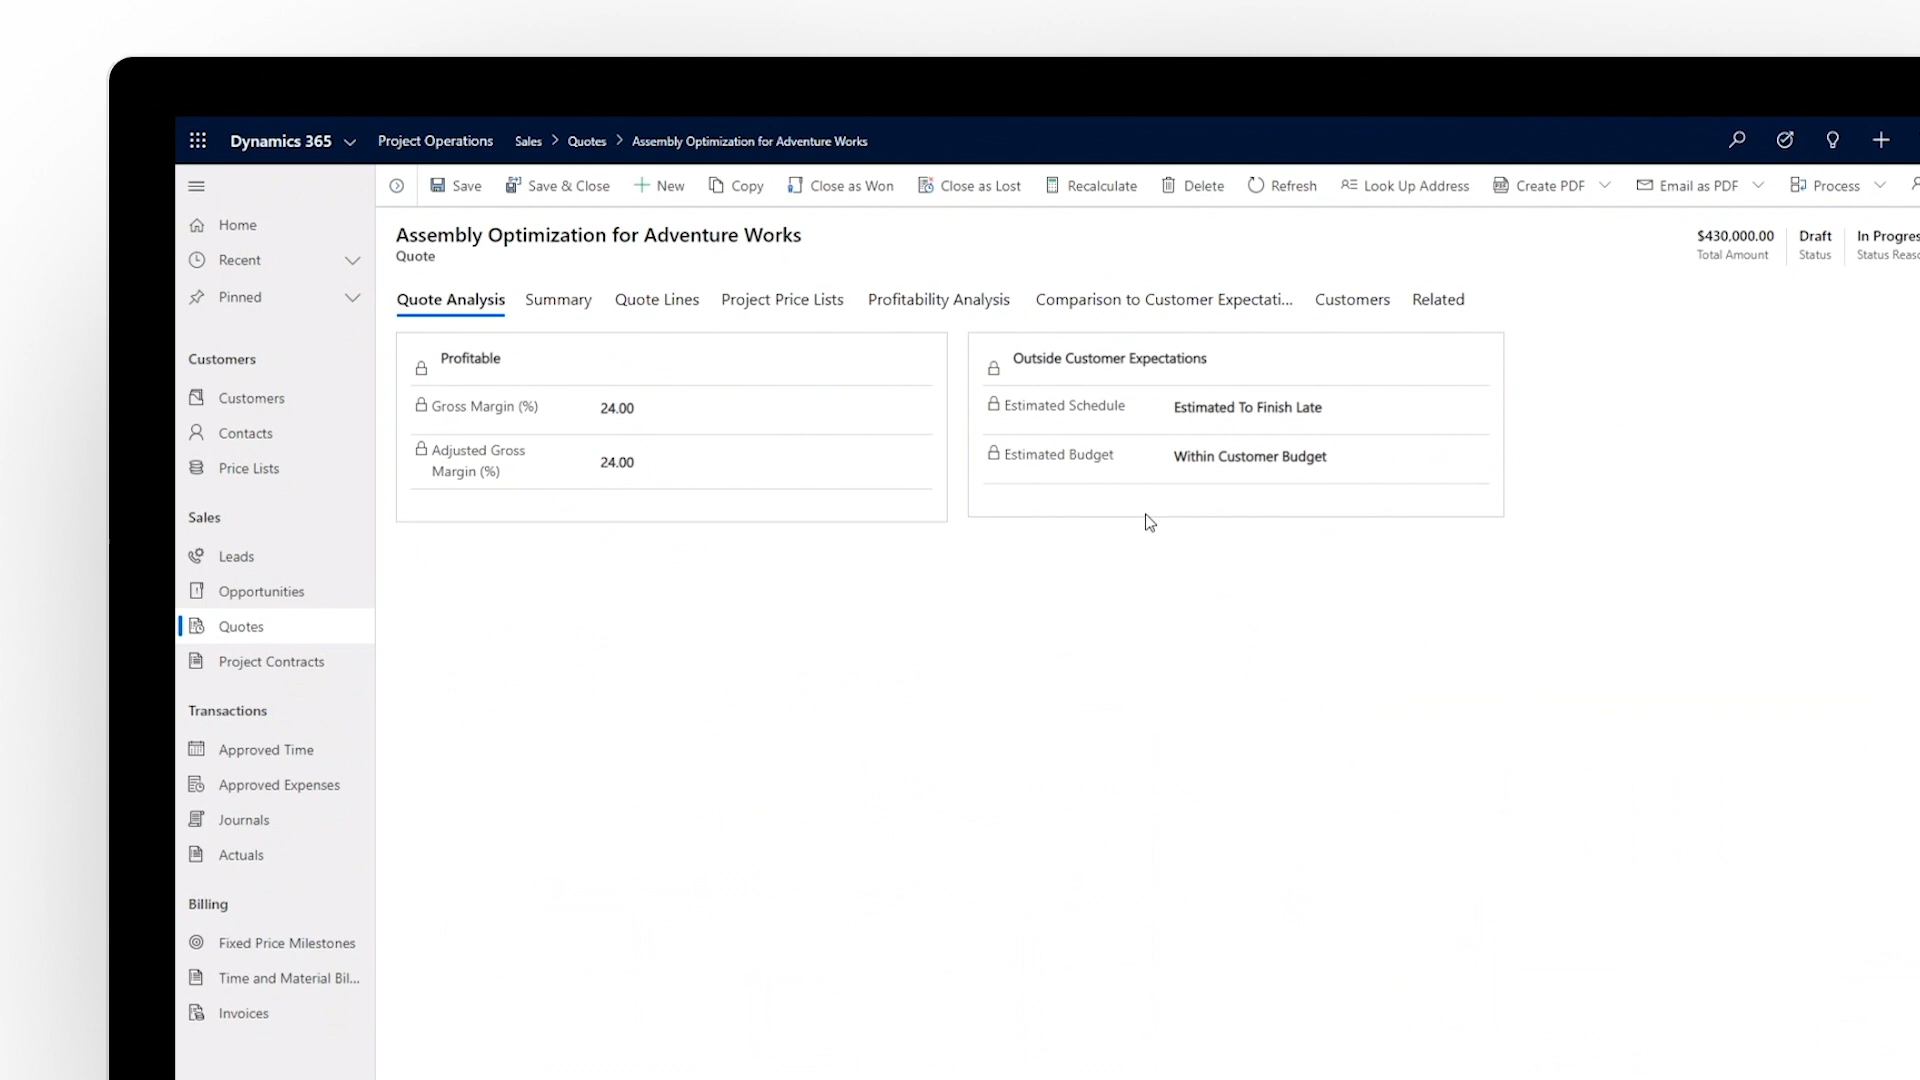 Dynamics 365 Project Operations Sales > Quotes > Assembly Optimization for Adventure Works
Save Save & Close New Copy Close as Won Close as Lost Recalculate Delete Refresh Look Up Address Create PDF Email as PDF Process
Home
Recent
Pinned
Customers
Customers
Contacts
Price Lists
Sales
Leads
Opportunities
Quotes
Project Contracts
Transactions
Approved Time
Approved Expenses
Journals
Actuals
Billing
Fixed Price Milestones
Time and Material Bil...
Invoices
Assembly Optimization for Adventure Works
Quote
$430,000.00 Draft In Progres
Total Amount Status Status Reaso
Quote Analysis Summary Quote Lines Project Price Lists Profitability Analysis Comparison to Customer Expectati... Customers Related
Profitable
Gross Margin (%) 24.00
Adjusted Gross
Margin (%) 24.00
Outside Customer Expectations
Estimated Schedule Estimated To Finish Late
Estimated Budget Within Customer Budget